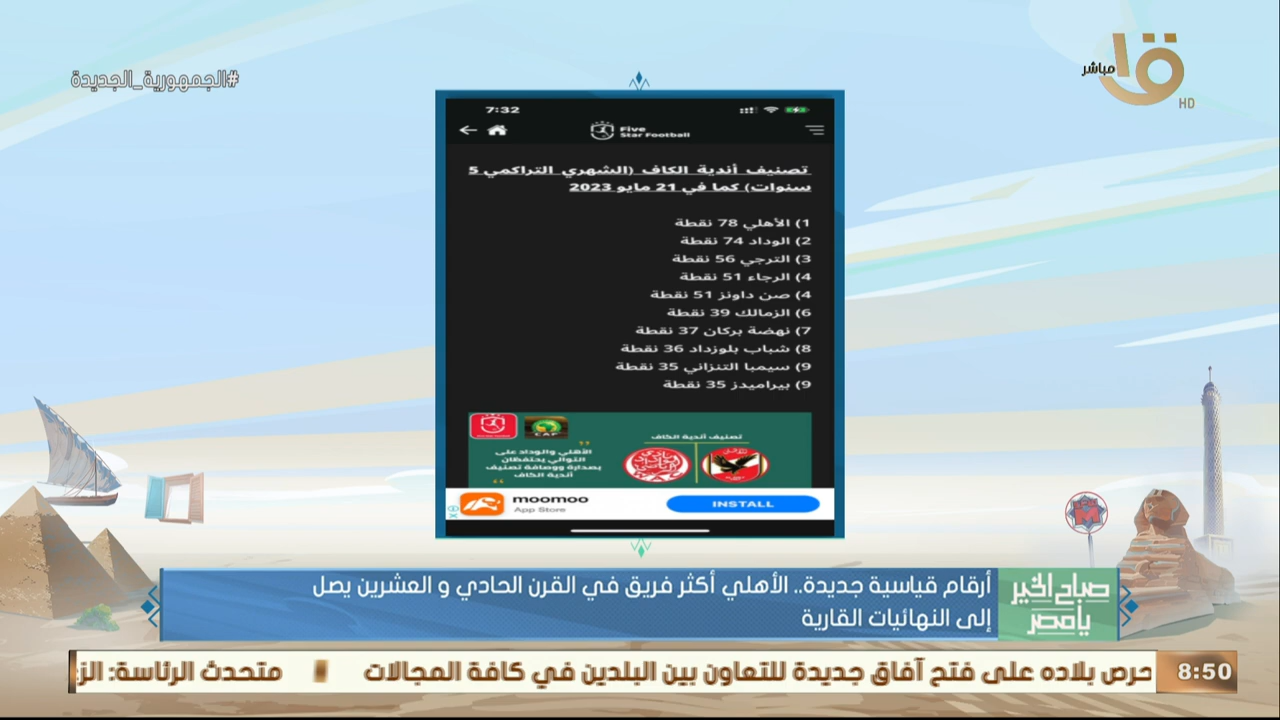 #الجمهورية_الجديدة
مباشر
HD
7:32
Five
Star Football
تصنيف أندية الكاف (الشهري التراكمي 5
سنوات) كما في 21 مايو 2023
1) الأهلي 78 نقطة
2) الوداد 74 نقطة
3) الترجي 56 نقطة
4) الرجاء 51 نقطة
4) صن داونز 51 نقطة
6) الزمالك 39 نقطة
7) نهضة بركان 37 نقطة
8) شباب بلوزداد 36 نقطة
9) سيمبا التنزاني 35 نقطة
9) بيراميدز 35 نقطة
تصنيف أندية الكاف
CAF
الأهلي والوداد على
التوالي يحتفظان
بصدارة ووصافة تصنيف
أندية الكاف
moomoo
App Store
INSTALL
صباح الخير
يا مصر
أرقام قياسية جديدة.. الأهلي أكثر فريق في القرن الحادي و العشرين يصل
إلى النهائيات القارية
8:50
حرص بلاده على فتح آفاق جديدة للتعاون بين البلدين في كافة المجالات
متحدث الرئاسة: الز